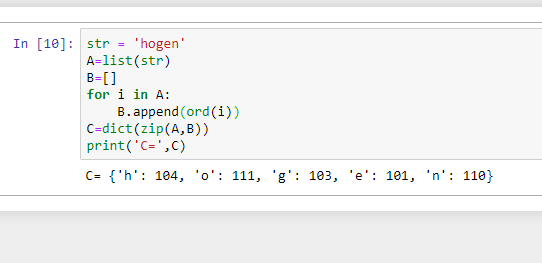 In [10]: str = 'hogen'
A=list(str)
B=[]
for i in A:
    B.append(ord(i))
C=dict(zip(A,B))
print('C=',C)
C= {'h': 104, 'o': 111, 'g': 103, 'e': 101, 'n': 110}